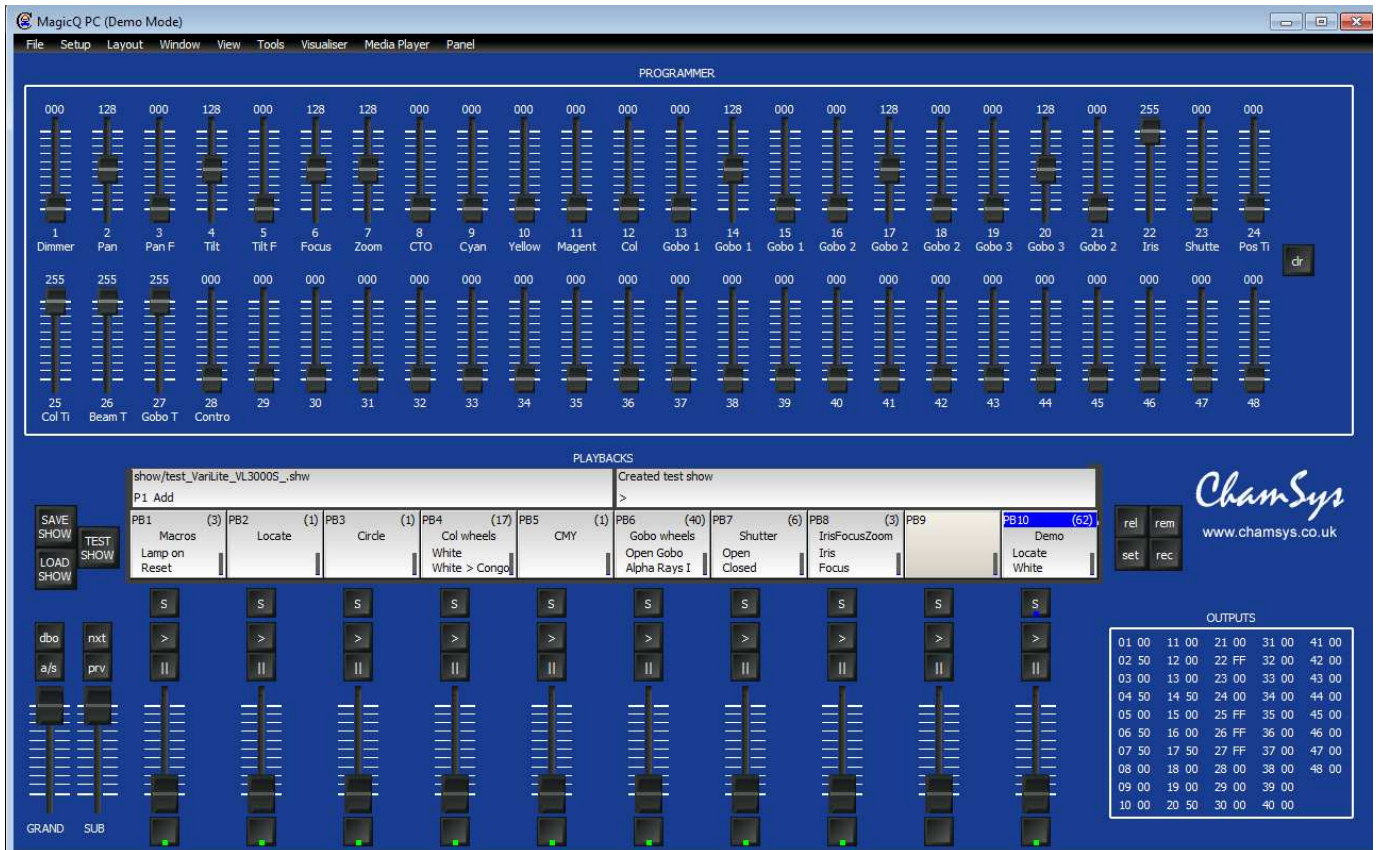 MagicQ PC (Demo Mode)
File Setup Layout Window View Tools Visualiser Media Player Panel
PROGRAMMER
000 128 000 128 000 128 128 000 000 000 000 000 000 128 000 000 128 000 000 128 000 255 000 000
1 2 3 4 5 6 7 8 9 10 11 12 13 14 15 16 17 18 19 20 21 22 23 24
Dimmer Pan Pan F Tilt Tilt F Focus Zoom CTO Cyan Yellow Magent Col Gobo 1 Gobo 1 Gobo 1 Gobo 2 Gobo 2 Gobo 2 Gobo 3 Gobo 3 Gobo 2 Iris Shutte Pos Ti
dr
255 255 255 000 000 000 000 000 000 000 000 000 000 000 000 000 000 000 000 000 000 000 000 000
25 26 27 28 29 30 31 32 33 34 35 36 37 38 39 40 41 42 43 44 45 46 47 48
Col Ti Beam T Gobo T Contro
PLAYBACKS
show/test_VariLite_VL3000S_.shw Created test show
P1 Add >
SAVE SHOW
LOAD SHOW
TEST SHOW
PB1 (3) PB2 (1) PB3 (1) PB4 (17) PB5 (1) PB6 (40) PB7 (6) PB8 (3) PB9 PB10 (62)
Macros Locate Circle Col wheels CMY Gobo wheels Shutter IrisFocusZoom Demo
Lamp on White Open Gobo Open Iris Locate
Reset White > Congo Alpha Rays I Closed Focus White
rel rem
set rec
ChamSys
www.chamsys.co.uk
S S S S S S S S S S
dbo nxt > > > > > > > > > >
a/s prv || || || || || || || || || ||
GRAND SUB
OUTPUTS
01 00 11 00 21 00 31 00 41 00
02 50 12 00 22 FF 32 00 42 00
03 00 13 00 23 00 33 00 43 00
04 50 14 50 24 00 34 00 44 00
05 00 15 00 25 FF 35 00 45 00
06 50 16 00 26 FF 36 00 46 00
07 50 17 50 27 FF 37 00 47 00
08 00 18 00 28 00 38 00 48 00
09 00 19 00 29 00 39 00
10 00 20 50 30 00 40 00